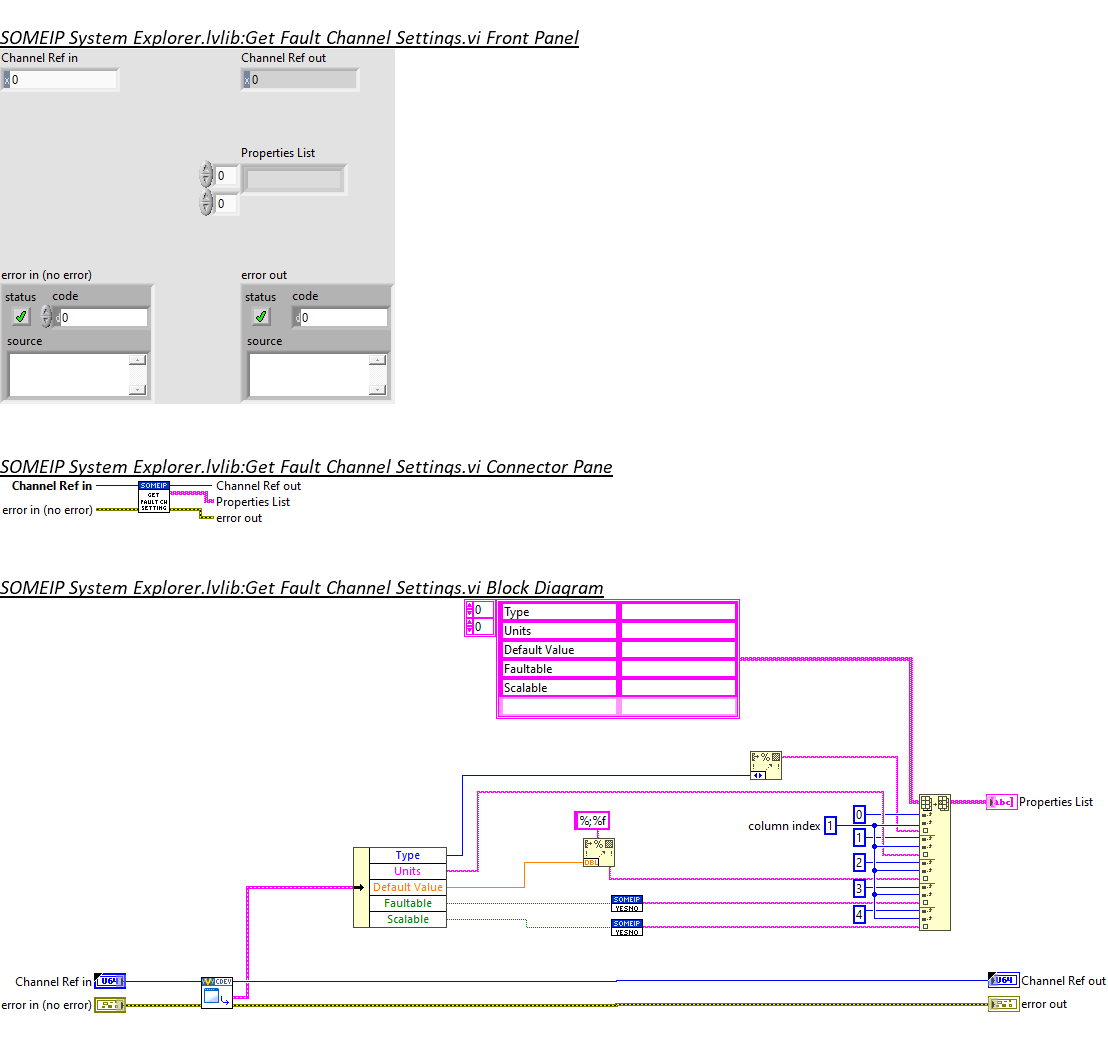 SOMEIP System Explorer.lvlib:Get Fault Channel Settings.vi Front Panel
Channel Ref in
Channel Ref out
x 0
x 0
Properties List
0
0
error in (no error)
error out
status code
status code
d 0
d 0
source
source
SOMEIP System Explorer.lvlib:Get Fault Channel Settings.vi Connector Pane
Channel Ref in
SOMEIP
GET
FAULT CH
SETTING
Channel Ref out
Properties List
error in (no error)
error out
SOMEIP System Explorer.lvlib:Get Fault Channel Settings.vi Block Diagram
0
0
Type
Units
Default Value
Faultable
Scalable
%;%f
DBL
column index 1
0
1
2
3
4
abc
Properties List
Type
Units
Default Value
Faultable
Scalable
SOMEIP
YESNO
SOMEIP
YESNO
Channel Ref in
U64
CDEV
U64
Channel Ref out
error in (no error)
error out